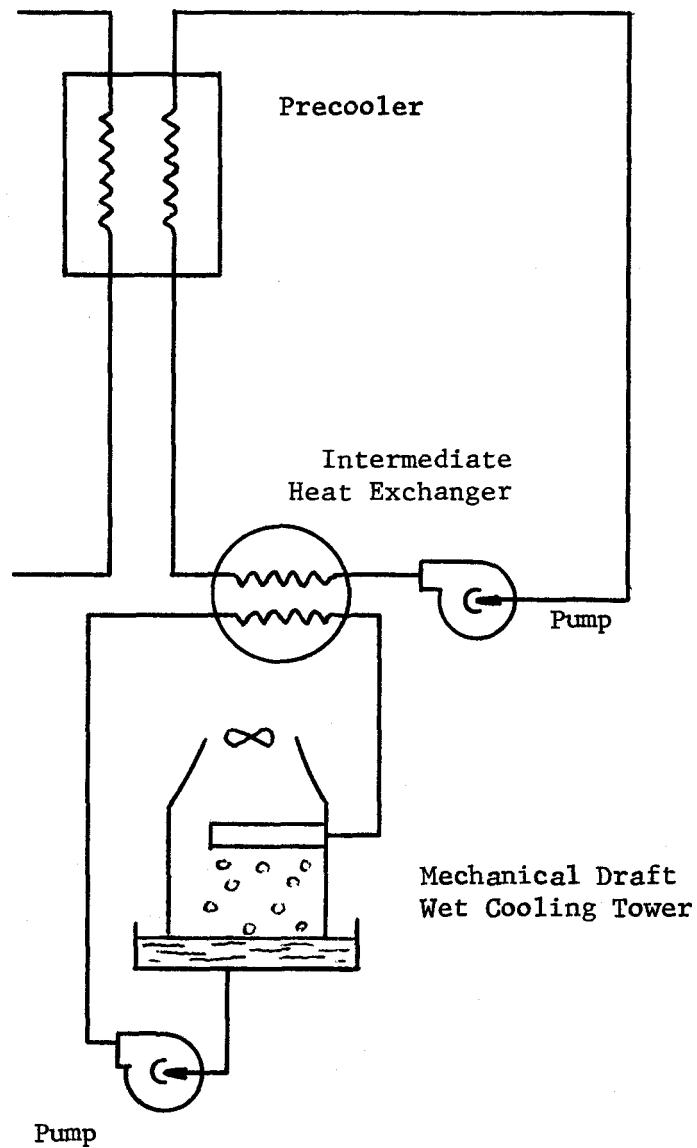 Precooler
Intermediate
Heat Exchanger
Pump
Mechanical Draft
Wet Cooling Tower
Pump